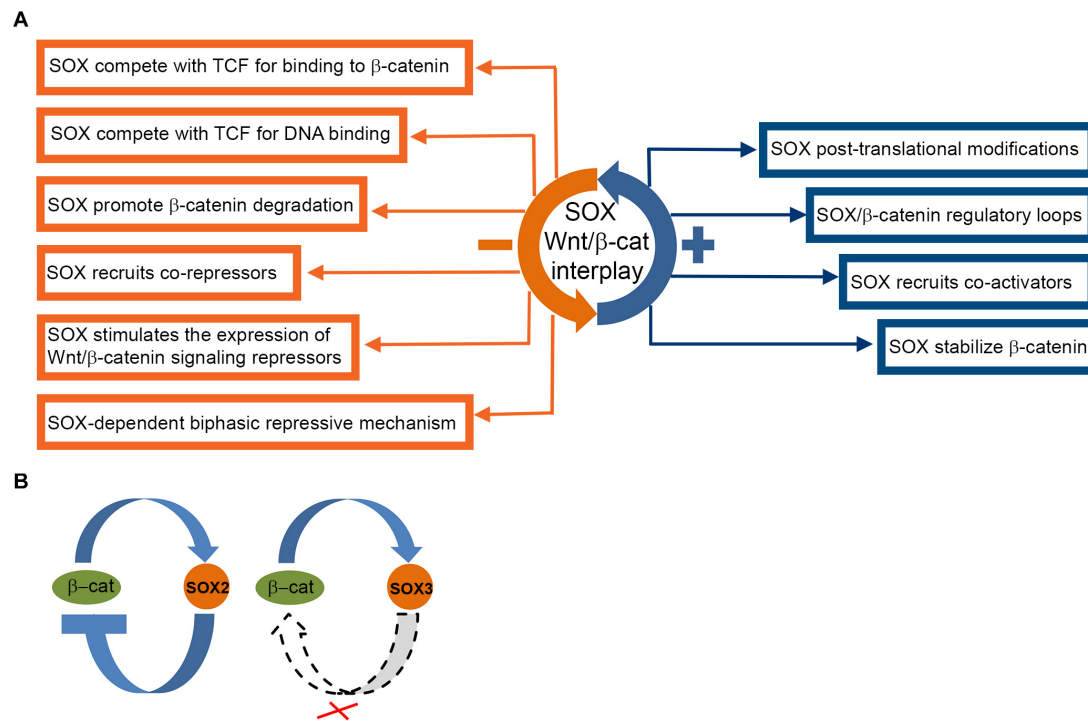 A
SOX compete with TCF for binding to β-catenin
SOX compete with TCF for DNA binding
SOX promote β-catenin degradation
SOX recruits co-repressors
SOX stimulates the expression of
Wnt/β-catenin signaling repressors
SOX-dependent biphasic repressive mechanism
SOX
Wnt/β-cat
interplay
SOX post-translational modifications
SOX/β-catenin regulatory loops
SOX recruits co-activators
SOX stabilize β-catenin
B
β–cat
SOX2
β–cat
SOX3